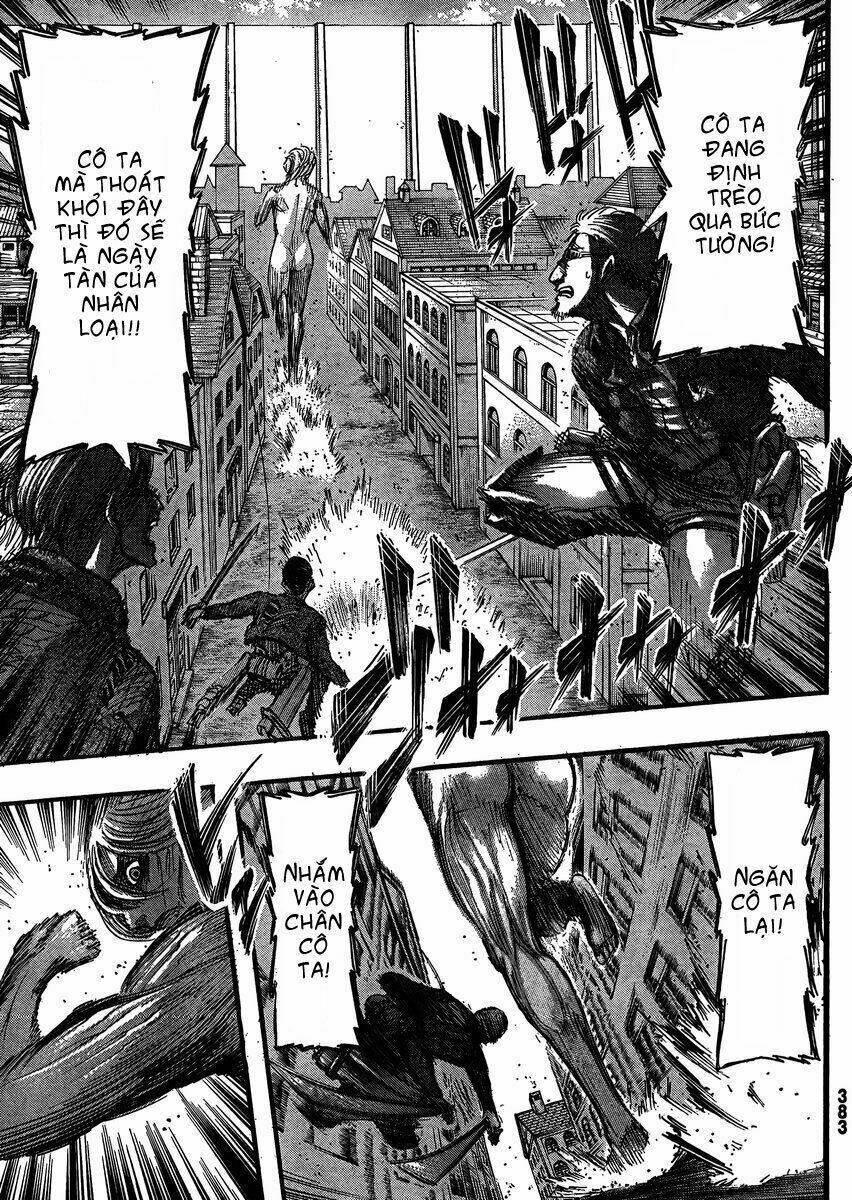 CÔ TA
ĐANG
ĐỊNH
TRÈO
QUA BỨC
TƯỜNG!
CÔ TA
MÀ THOÁT
KHỎI ĐÂY
THÌ ĐÓ SẼ
LÀ NGÀY
TÀN CỦA
NHÂN
LOẠI!!!
NGĂN
CÔ TA
LẠI!
NHẮM
VÀO
CHÂN
CÔ
TA!
383